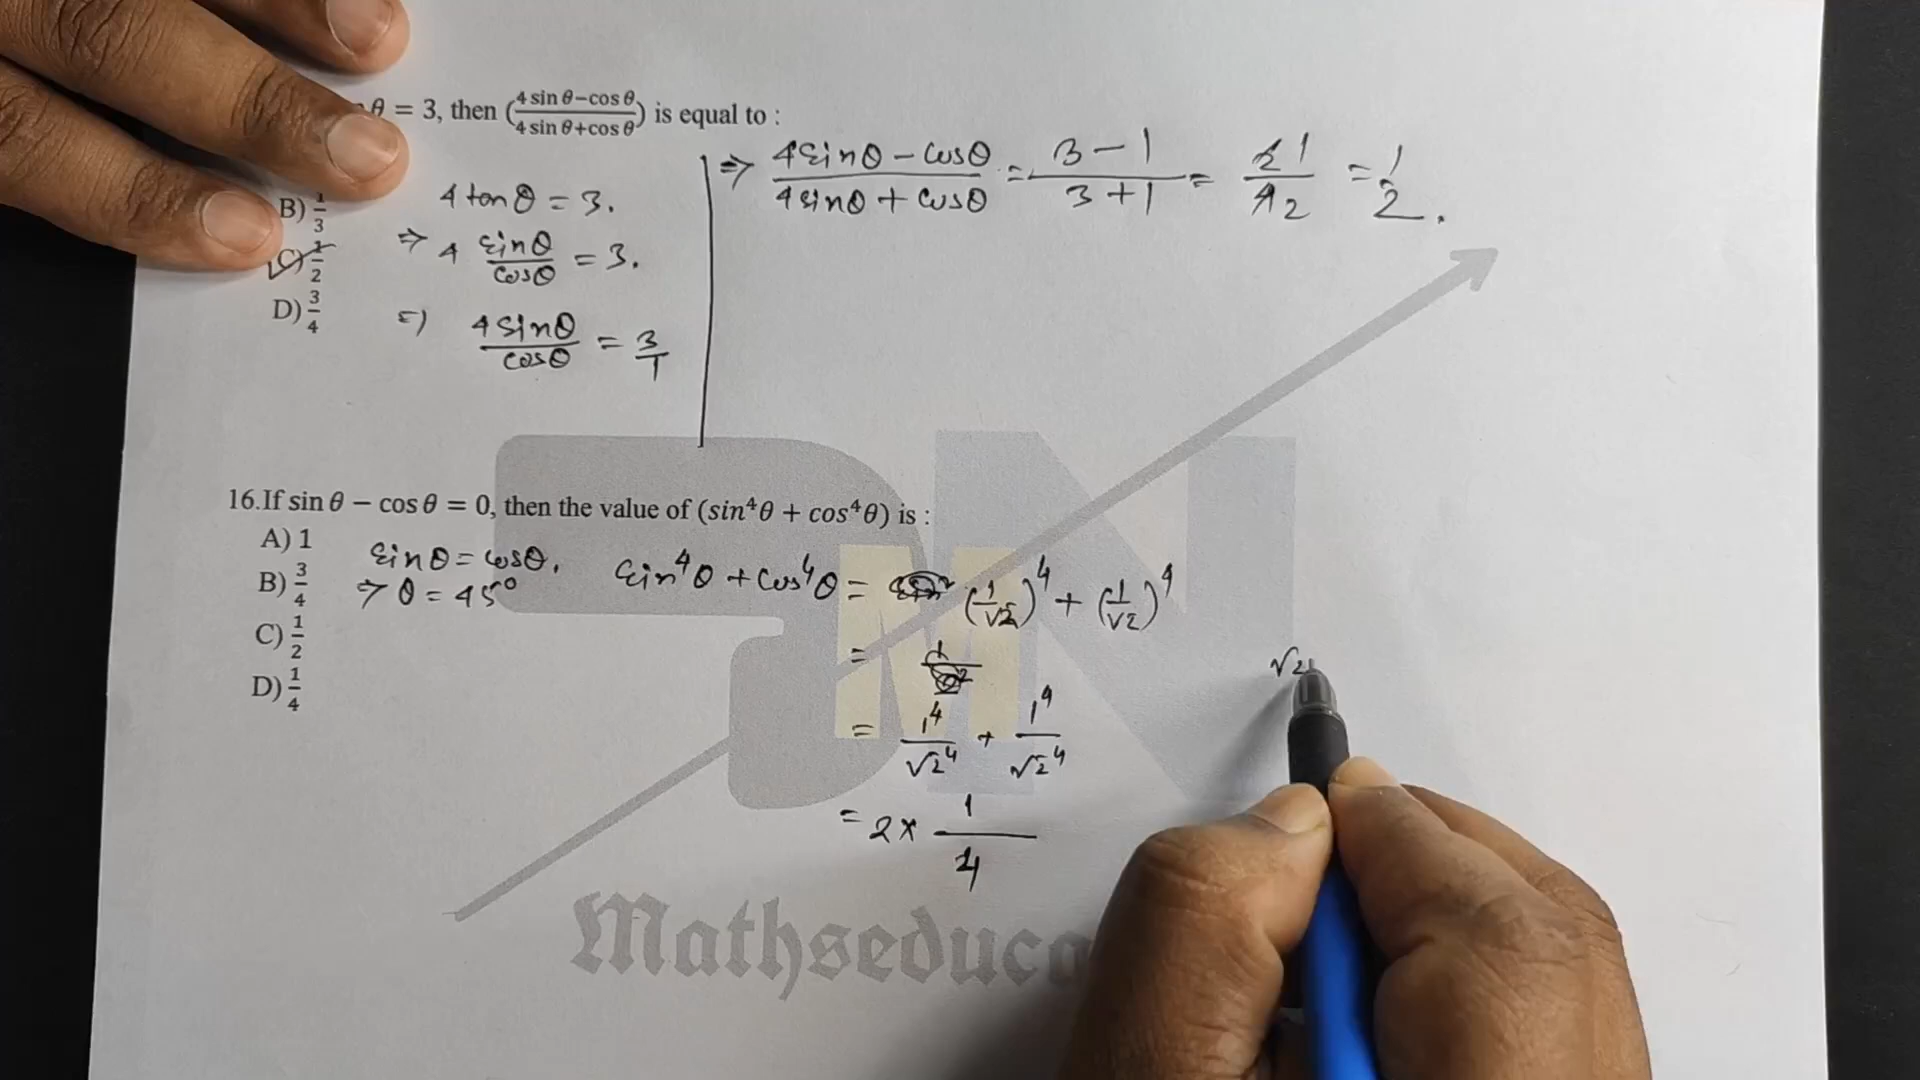 θ = 3, then (4 sin θ−cos θ / 4 sin θ+cos θ) is equal to :
B) 1/3
C) 1/2
D) 3/4
4 tan θ = 3.
⇒ 4 sinθ/cosθ = 3.
⇒ 4 sinθ/cosθ = 3/1
⇒ 4sinθ − cosθ / 4sinθ + cosθ = 3 − 1 / 3 + 1 = 2 1 / 4 2 = 1/2 .
16.If sin θ − cos θ = 0, then the value of (sin⁴θ + cos⁴θ) is :
A) 1
B) 3/4
C) 1/2
D) 1/4
sinθ = cosθ.
⇒ θ = 45°
sin⁴θ + cos⁴θ = (1/√2)⁴ + (1/√2)⁴
=
= 1⁴/√2⁴ + 1⁴/√2⁴
= 2 × 1/4
√2
Mathseduca